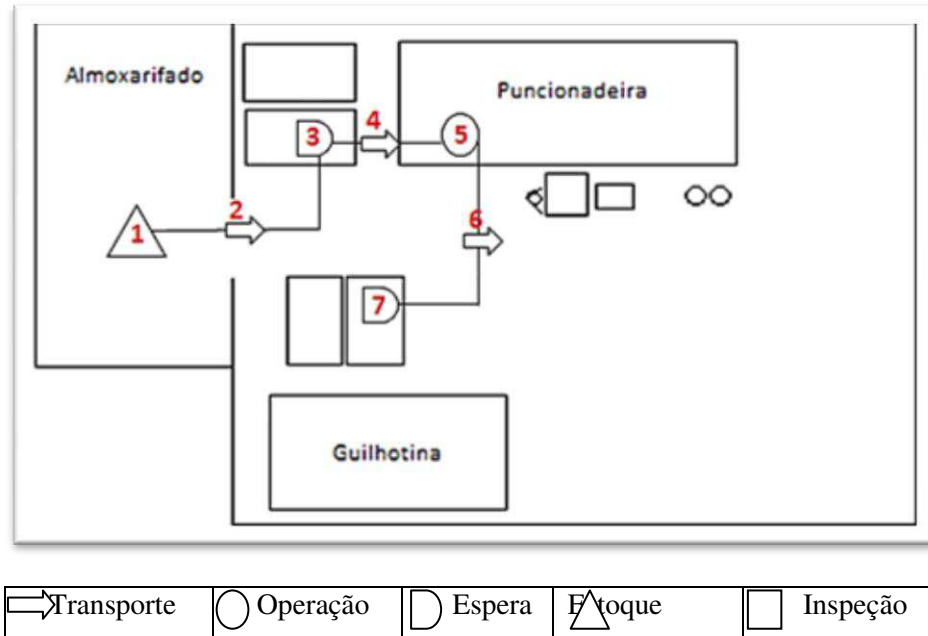 Almoxarifado
Puncionadeira
3
4
5
2
1
6
7
Guilhotina
Transporte Operação Espera Estoque Inspeção